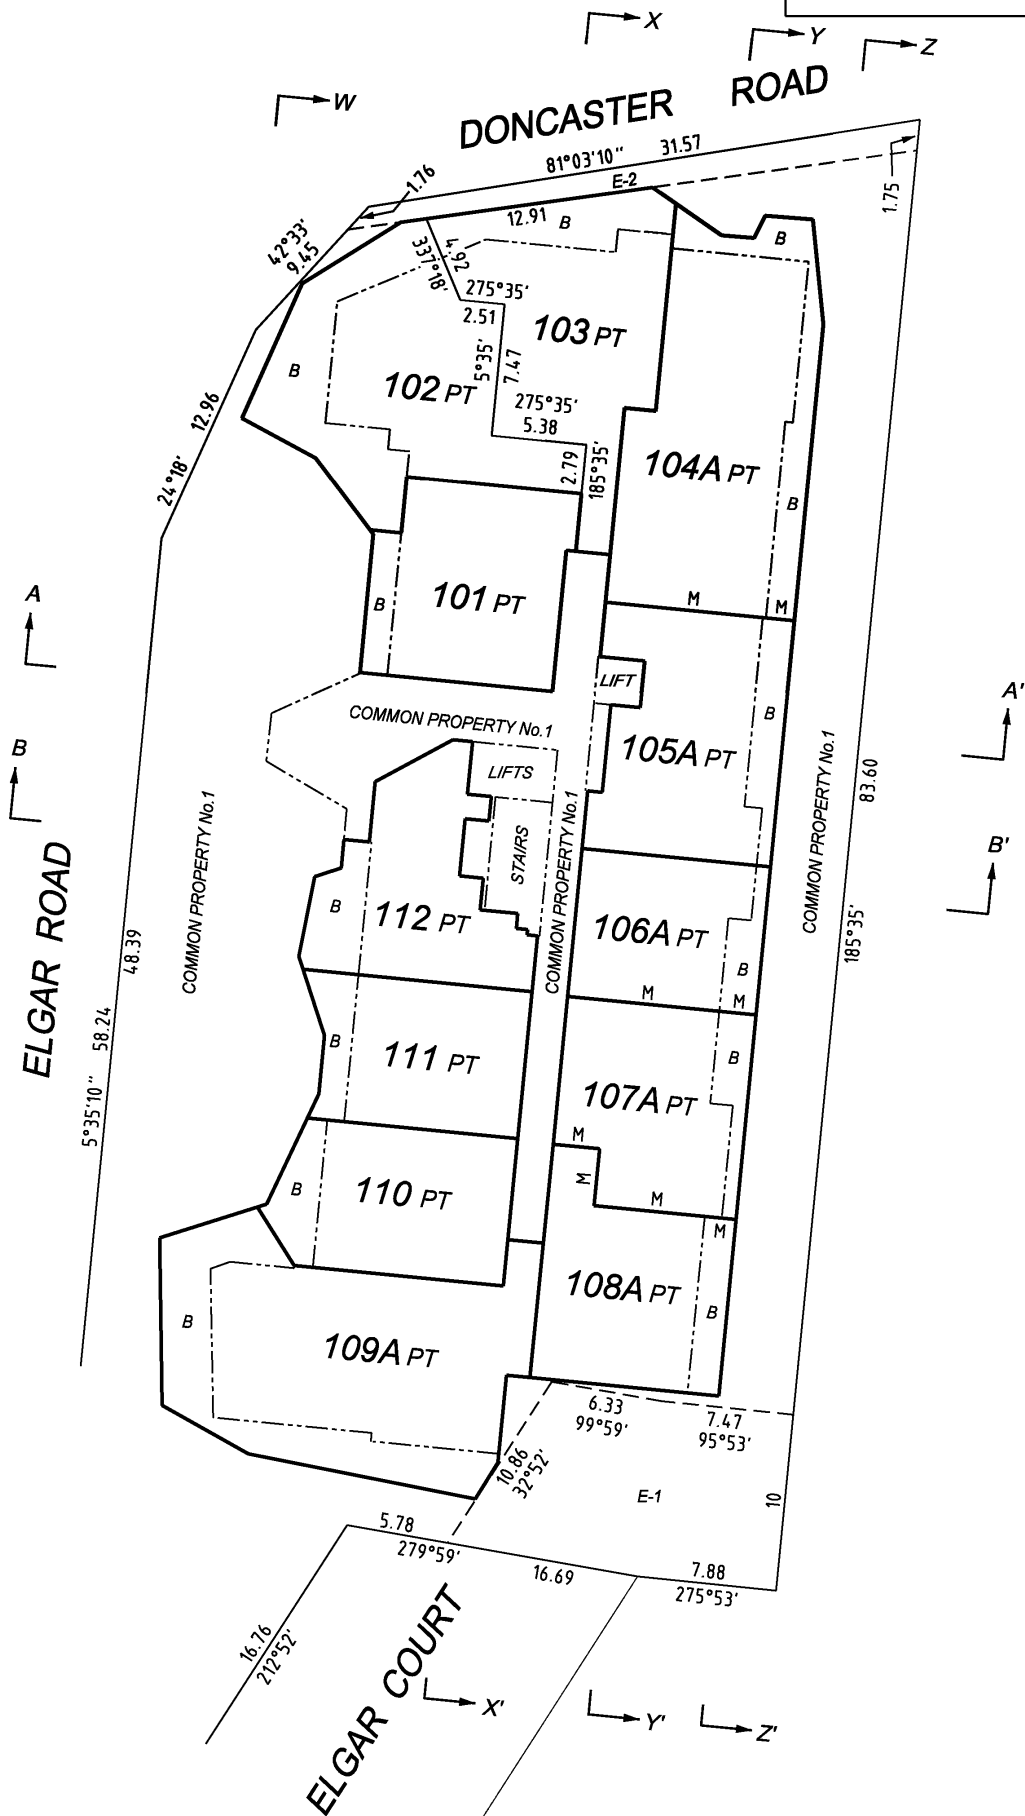 X
Y
Z
W
DONCASTER ROAD
81°03'10" 31.57
E-2
1.76
1.75
42°33'
9.45
12.91
B
B
4.92
337°18'
275°35'
2.51
103 PT
5°35'
7.47
B
102 PT
275°35'
5.38
12.96
24°18'
2.79
185°35'
104A PT
B
A
101 PT
B
M
M
LIFT
A'
B
COMMON PROPERTY No.1
B
105A PT
LIFTS
COMMON PROPERTY No.1
83.60
185°35'
COMMON PROPERTY No.1
STAIRS
COMMON PROPERTY No.1
B'
ELGAR ROAD
B
112 PT
106A PT
48.39
B
M
M
58.24
5°35'10"
B
111 PT
B
107A PT
M
M
M
B
110 PT
M
108A PT
B
B
109A PT
6.33
99°59'
7.47
95°53'
10.86
32°52'
E-1
10
5.78
279°59'
16.69
7.88
275°53'
16.76
212°52'
ELGAR COURT
X'
Y'
Z'